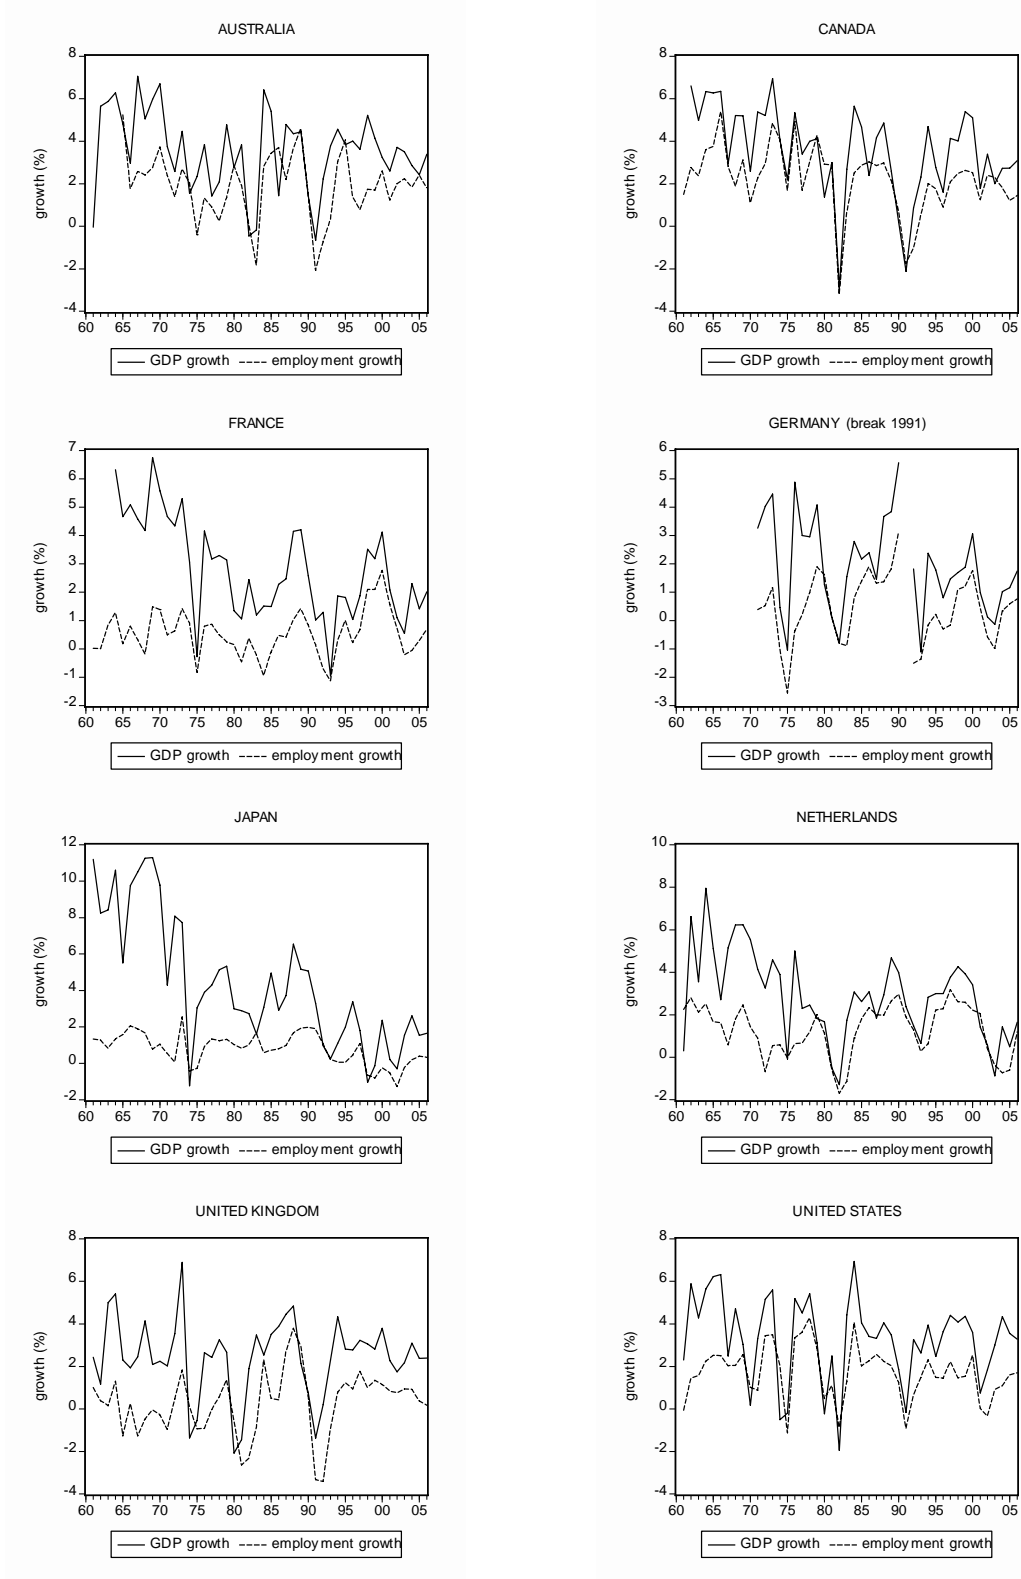 AUSTRALIA
growth (%)
8
6
4
2
0
-2
-4
60 65 70 75 80 85 90 95 00 05
GDP growth employment growth
CANADA
growth (%)
8
6
4
2
0
-2
-4
60 65 70 75 80 85 90 95 00 05
GDP growth employment growth
FRANCE
growth (%)
7
6
5
4
3
2
1
0
-1
-2
60 65 70 75 80 85 90 95 00 05
GDP growth employment growth
GERMANY (break 1991)
growth (%)
6
5
4
3
2
1
0
-1
-2
-3
60 65 70 75 80 85 90 95 00 05
GDP growth employment growth
JAPAN
growth (%)
12
10
8
6
4
2
0
-2
60 65 70 75 80 85 90 95 00 05
GDP growth employment growth
NETHERLANDS
growth (%)
10
8
6
4
2
0
-2
60 65 70 75 80 85 90 95 00 05
GDP growth employment growth
UNITED KINGDOM
growth (%)
8
6
4
2
0
-2
-4
60 65 70 75 80 85 90 95 00 05
GDP growth employment growth
UNITED STATES
growth (%)
8
6
4
2
0
-2
-4
60 65 70 75 80 85 90 95 00 05
GDP growth employment growth